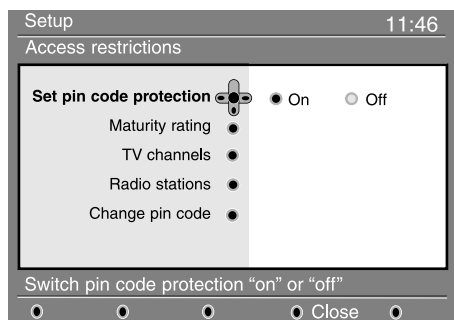 Setup 11:46
Access restrictions
Set pin code protection On Off
Maturity rating
TV channels
Radio stations
Change pin code
Switch pin code protection “on” or “off”
Close